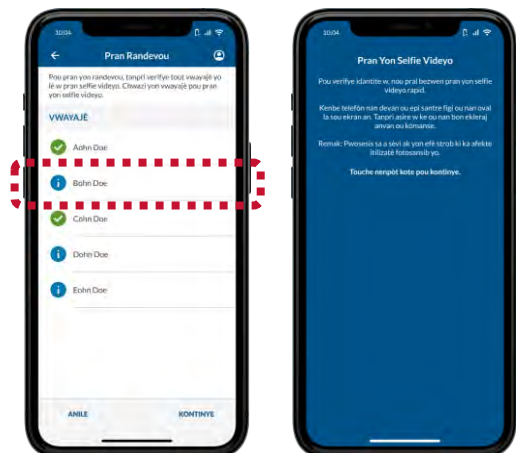 10:04
Pran Randevou
Pou pran yon randevou, tanpri verifye tout vwayajè yo
lè w pran selfie videyo. Chwazi yon vwayajè pou pran
yon selfie videyo.
VWAYAJÈ
Aohn Doe
Bohn Doe
Cohn Doe
Dohn Doe
Eohn Doe
ANILE
KONTINYE
10:04
Pran Yon Selfie Videyo
Pou verifye idantite w, nou pral bezwen pran yon selfie
videyo rapid.
Kenbe telefòn nan devan ou epi santre figi ou nan oval
la sou ekran an. Tanpri asire w ke ou nan bon ekleraj
anvan ou kòmanse.
Remak: Pwosesis sa a sèvi ak yon efè strob ki ka afekte
itilizatè fotosansib yo.
Touche nenpòt kote pou kontinye.